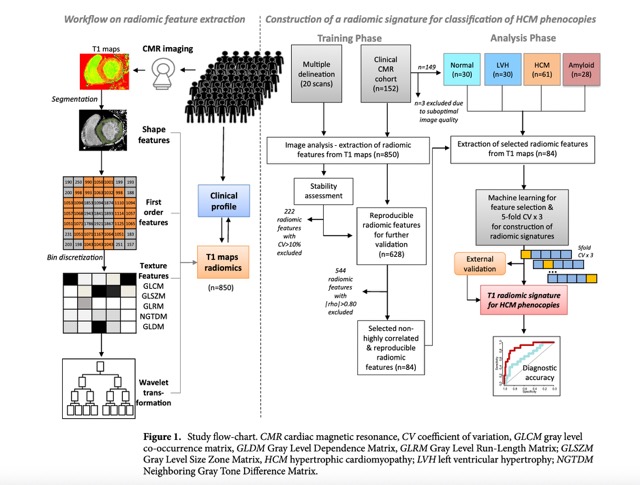 Workflow on radiomic feature extraction
T1 maps
CMR imaging
Segmentation
Shape
features
First
order
features
Bin discretization
Texture
Features
GLCM
GLSZM
GLRM
NGTDM
GLDM
Wavelet
trans-
formation
Clinical
profile
T1 maps
radiomics
(n=850)
Construction of a radiomic signature for classification of HCM phenocopies
Training Phase
Multiple
delineation
(20 scans)
Clinical
CMR
cohort
(n=152)
n=149
n=3 excluded due
to suboptimal
image quality
Image analysis - extraction of radiomic
features from T1 maps (n=850)
Stability
assessment
222
radiomic
features
with
CV>10%
excluded
Reproducible
radiomic
features for
further
validation
(n=628)
544
radiomic
features
with
|rho|>0.80
excluded
Selected non-
highly correlated
& reproducible
radiomic
features (n=84)
Analysis Phase
Normal
(n=30)
LVH
(n=30)
HCM
(n=61)
Amyloid
(n=28)
Extraction of selected radiomic features
from T1 maps (n=84)
Machine learning for
feature selection &
5-fold CV x 3
for construction of
radiomic signatures
5fold
CV x 3
...
External
validation
T1 radiomic signature
for HCM phenocopies
Diagnostic
accuracy
Figure 1. Study flow-chart. CMR cardiac magnetic resonance, CV coefficient of variation, GLCM gray level
co-occurrence matrix, GLDM Gray Level Dependence Matrix, GLRM Gray Level Run-Length Matrix; GLSZM
Gray Level Size Zone Matrix, HCM hypertrophic cardiomyopathy; LVH left ventricular hypertrophy; NGTDM
Neighboring Gray Tone Difference Matrix.